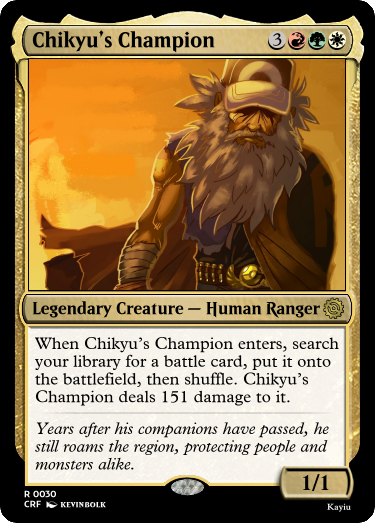 Chikyu's Champion 3
Legendary Creature — Human Ranger
When Chikyu's Champion enters, search
your library for a battle card, put it onto
the battlefield, then shuffle. Chikyu's
Champion deals 151 damage to it.
Years after his companions have passed, he
still roams the region, protecting people and
monsters alike.
1/1
R 0030
CRF KEVINBOLK
Kayiu